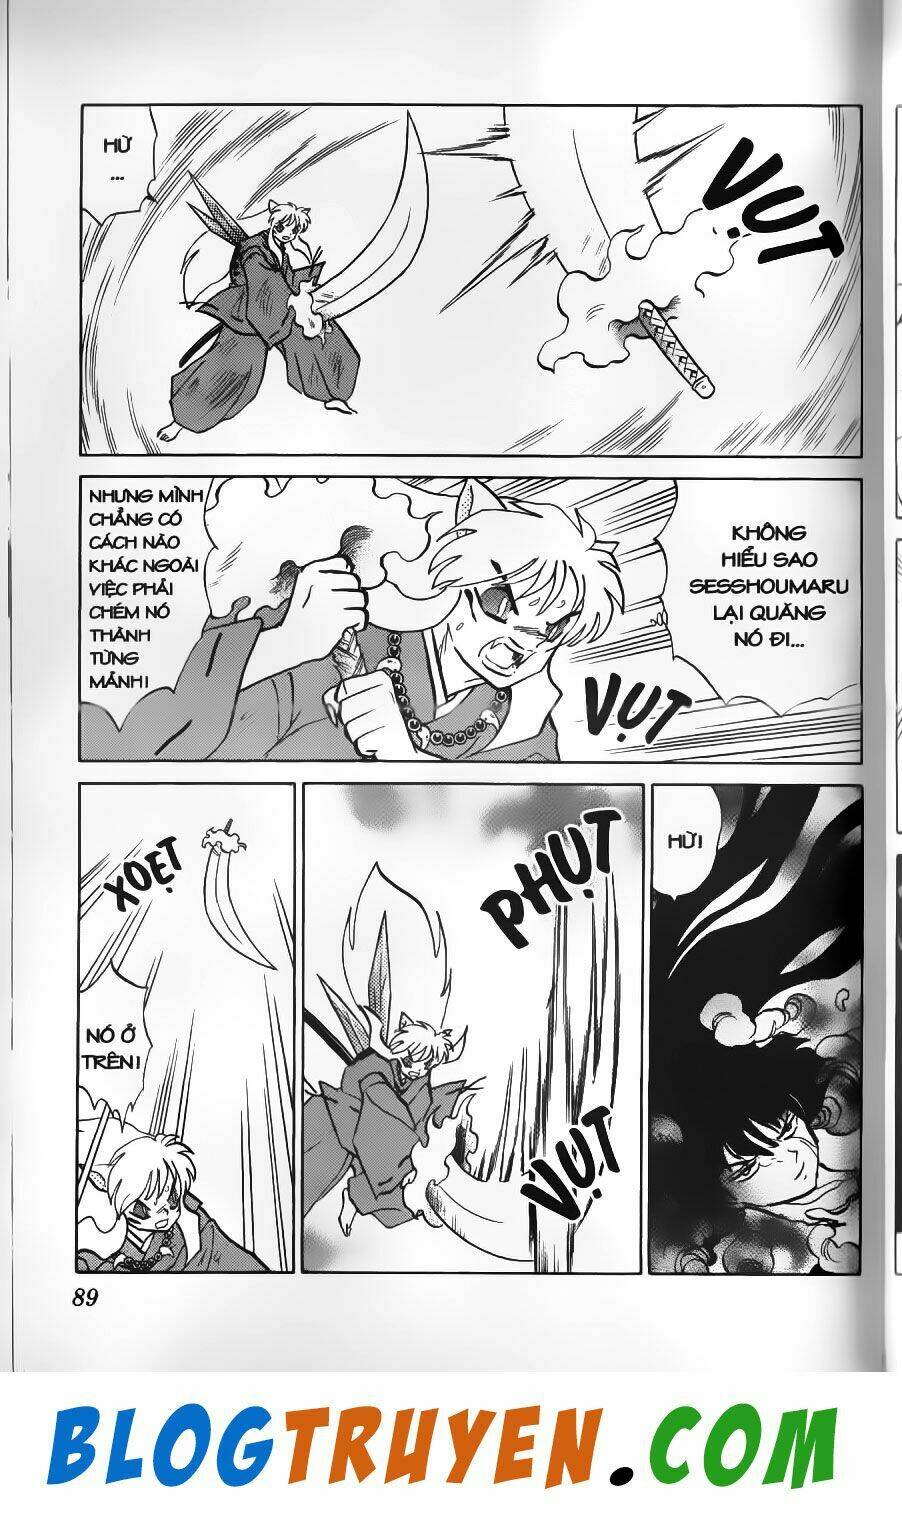 VỤT
HỪ
...
KHÔNG
HIỂU SAO
SESSHOUMARU
LẠI QUĂNG
NÓ ĐI...
NHƯNG MÌNH
CHẲNG CÓ
CÁCH NÀO
KHÁC NGOÀI
VIỆC PHẢI
CHÉM NÓ
THÀNH
TỪNG
MẢNH!
VỤT
HỪ!
PHỤT
VỤT
XOẸT
NÓ Ở
TRÊN!
89
BLOGTRUYEN.COM